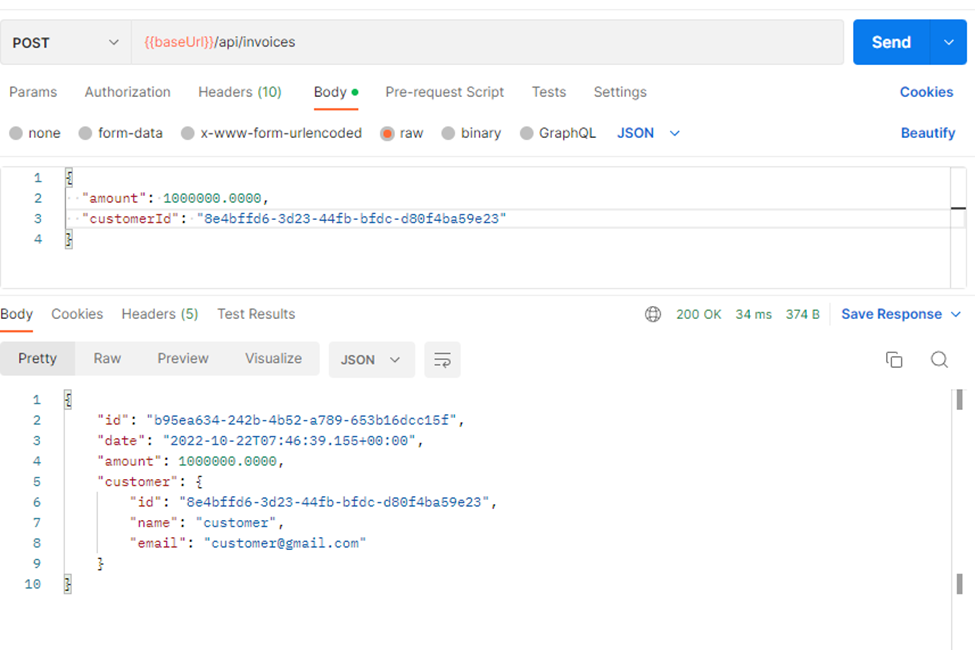 POST {{baseUrl}}/api/invoices Send
Params Authorization Headers (10) Body Pre-request Script Tests Settings Cookies
none form-data x-www-form-urlencoded raw binary GraphQL JSON Beautify
1 {
2 "amount": 1000000.0000,
3 "customerId": "8e4bffd6-3d23-44fb-bfdc-d80f4ba59e23"
4 }
Body Cookies Headers (5) Test Results 200 OK 34 ms 374 B Save Response
Pretty Raw Preview Visualize JSON
1 {
2 "id": "b95ea634-242b-4b52-a789-653b16dcc15f",
3 "date": "2022-10-22T07:46:39.155+00:00",
4 "amount": 1000000.0000,
5 "customer": {
6 "id": "8e4bffd6-3d23-44fb-bfdc-d80f4ba59e23",
7 "name": "customer",
8 "email": "customer@gmail.com"
9 }
10 }